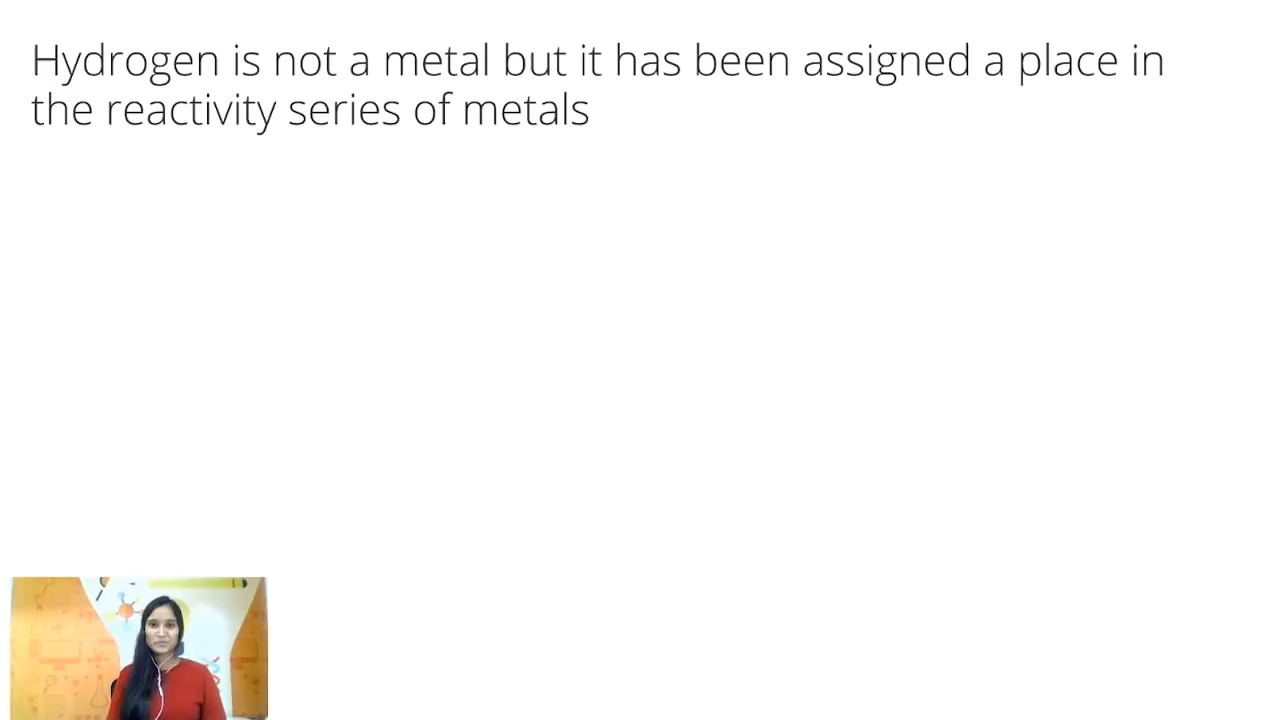 Hydrogen is not a metal but it has been assigned a place in
the reactivity series of metals